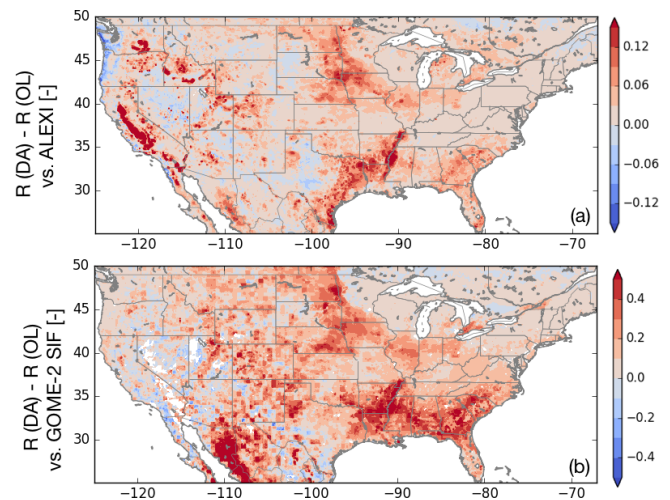 R (DA) - R (OL)
vs. ALEXI [-]
50
45
40
35
30
−120 −110 −100 −90 −80 −70
(a)
0.12
0.06
0.00
−0.06
−0.12
R (DA) - R (OL)
vs. GOME-2 SIF [-]
50
45
40
35
30
−120 −110 −100 −90 −80 −70
(b)
0.4
0.2
0.0
−0.2
−0.4